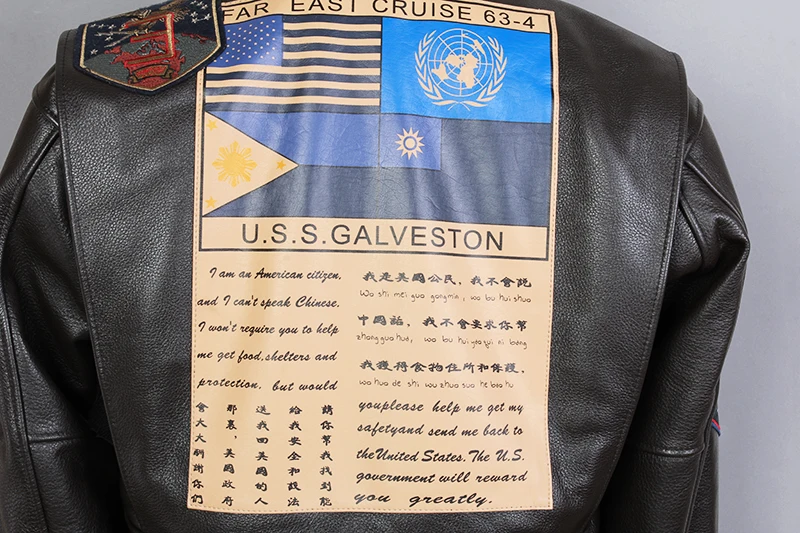 FAR EAST CRUISE 63-4
U.S.S.GALVESTON
I am an American citizen,
and I can't speak Chinese,
I won't require you to help
me get food,shelters and
protection, but would
我是美國公民，我不會說
Wo shi mei guo gongmin , wo bu hui shuo
中國話，我不會要求你幫
zhong guo hua, wo bu hui yao qui ni bang
我獲得食物住所和保護，
wo huo de shi wu zhuo suo he bao hu
請你幫我找到能
給我安全和設法
送我回美國的人
那裏，美國政府
會大大酬謝你們
youplease help me get my
safetyand send me back to
theUnited States.The U.S.
government will reward
you greatly.